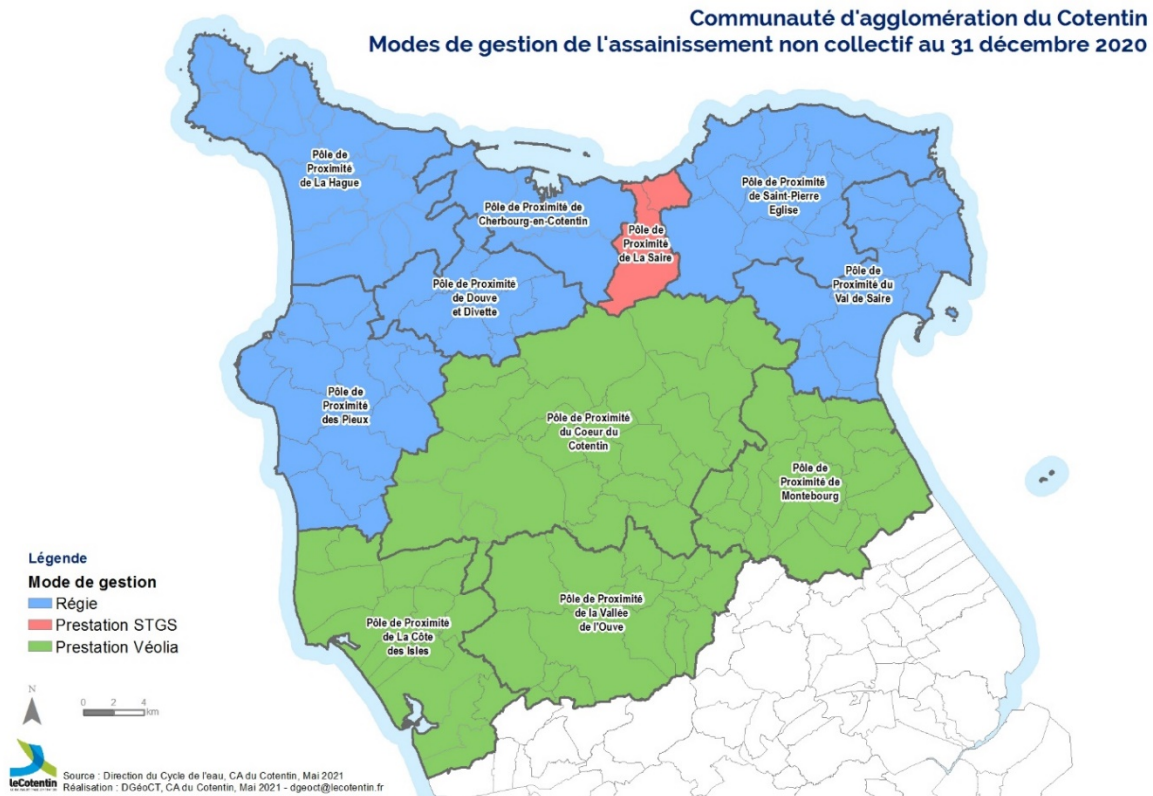 Communauté d'agglomération du Cotentin
Modes de gestion de l'assainissement non collectif au 31 décembre 2020
Pôle de
Proximité
de La Hague
Pôle de Proximité de
Cherbourg-en-Cotentin
Pôle de Proximité
de Saint-Pierre
Eglise
Pôle de
Proximité
de La Saire
Pôle de
Proximité du
Val de Saire
Pôle de Proximité
de Douve
et Divette
Pôle de
Proximité
des Pieux
Pôle de Proximité
du Coeur du
Cotentin
Pôle de
Proximité de
Montebourg
Pôle de Proximité
de la Vallée
de l'Ouve
Pôle de Proximité
de La Côte
des Isles
Légende
Mode de gestion
Régie
Prestation STGS
Prestation Véolia
N
0 2 4
km
leCotentin
Source : Direction du Cycle de l'eau, CA du Cotentin, Mai 2021
Réalisation : DGéoCT, CA du Cotentin, Mai 2021 - dgeoct@lecotentin.fr